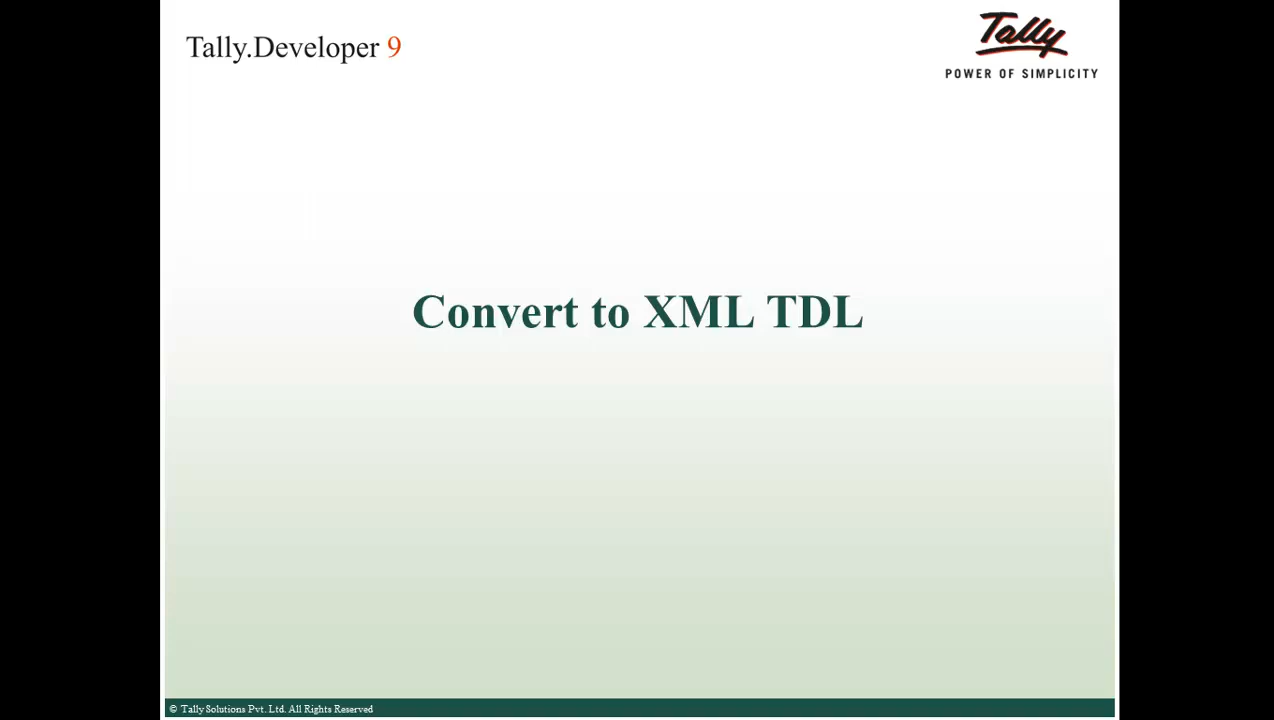 Tally.Developer 9
Tally
POWER OF SIMPLICITY
Convert to XML TDL
© Tally Solutions Pvt. Ltd. All Rights Reserved